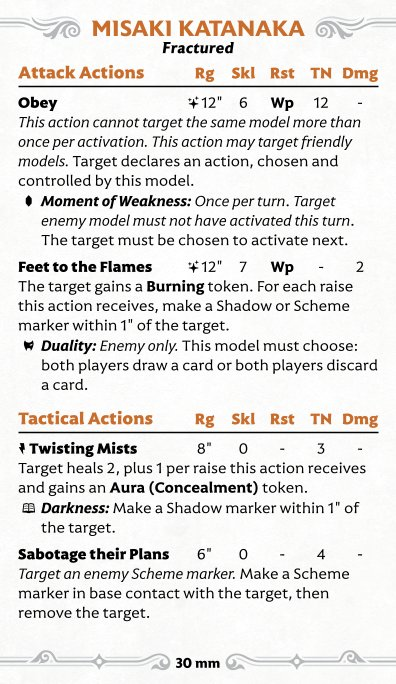 MISAKI KATANAKA
Fractured
Attack Actions Rg Skl Rst TN Dmg
Obey 12" 6 Wp 12 -
This action cannot target the same model more than
once per activation. This action may target friendly
models. Target declares an action, chosen and
controlled by this model.
Moment of Weakness: Once per turn. Target
enemy model must not have activated this turn.
The target must be chosen to activate next.
Feet to the Flames 12" 7 Wp - 2
The target gains a Burning token. For each raise
this action receives, make a Shadow or Scheme
marker within 1" of the target.
Duality: Enemy only. This model must choose:
both players draw a card or both players discard
a card.
Tactical Actions Rg Skl Rst TN Dmg
Twisting Mists 8" 0 - 3 -
Target heals 2, plus 1 per raise this action receives
and gains an Aura (Concealment) token.
Darkness: Make a Shadow marker within 1" of
the target.
Sabotage their Plans 6" 0 - 4 -
Target an enemy Scheme marker. Make a Scheme
marker in base contact with the target, then
remove the target.
30 mm